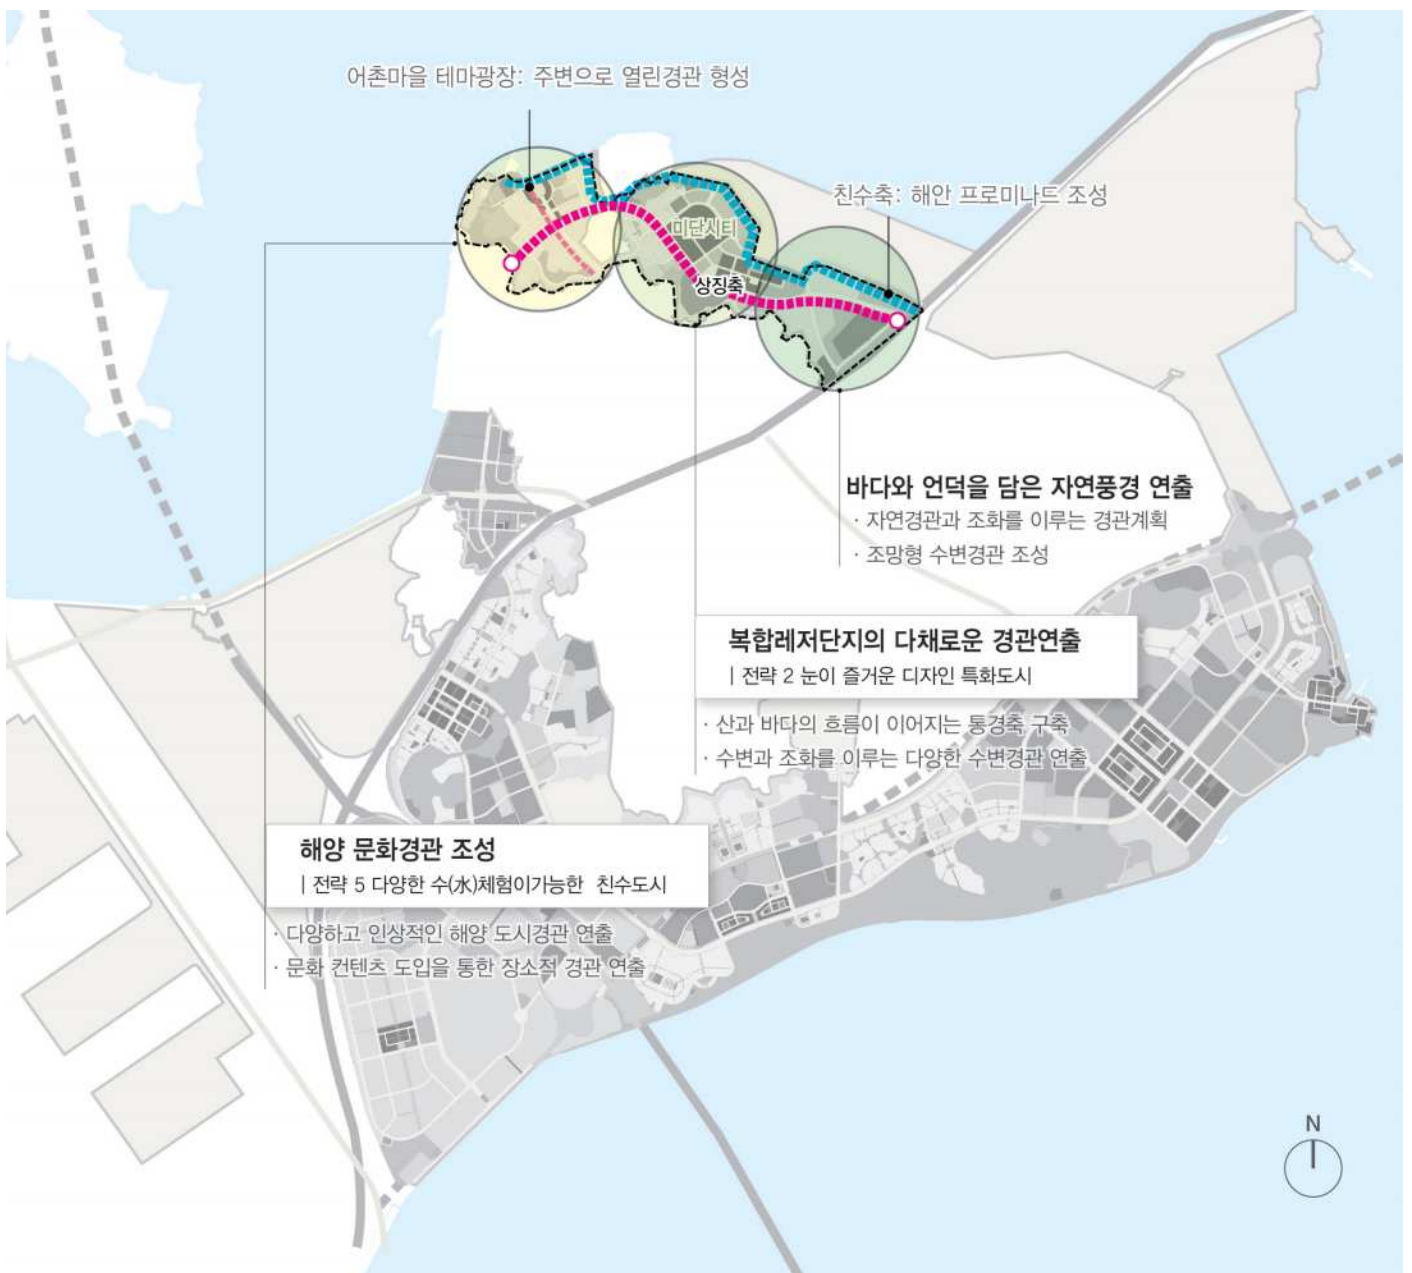 어촌마을 테마광장: 주변으로 열린경관 형성
친수축: 해안 프로미나드 조성
미단시티
상징축
바다와 언덕을 담은 자연풍경 연출
· 자연경관과 조화를 이루는 경관계획
· 조망형 수변경관 조성
복합레저단지의 다채로운 경관연출
| 전략 2 눈이 즐거운 디자인 특화도시
· 산과 바다의 흐름이 이어지는 통경축 구축
· 수변과 조화를 이루는 다양한 수변경관 연출
해양 문화경관 조성
| 전략 5 다양한 수(水)체험이가능한 친수도시
· 다양하고 인상적인 해양 도시경관 연출
· 문화 컨텐츠 도입을 통한 장소적 경관 연출
N